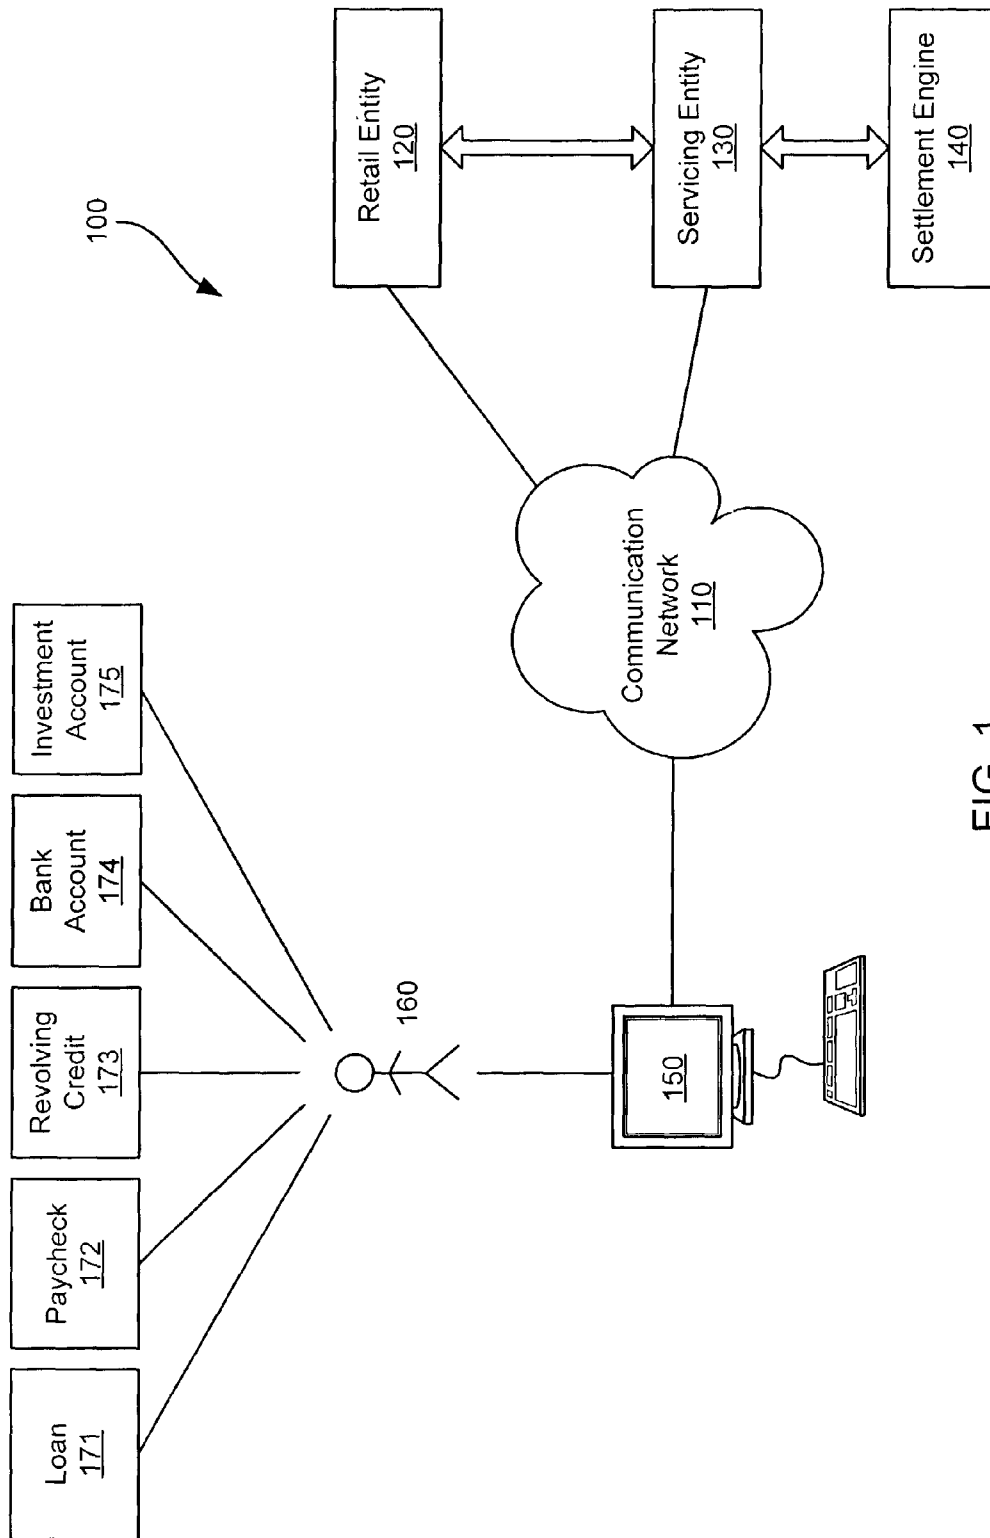 Loan
171
Paycheck
172
Revolving
Credit
173
Bank
Account
174
Investment
Account
175
100
160
150
Communication
Network
110
Retail Entity
120
Servicing Entity
130
Settlement Engine
140
FIG. 1